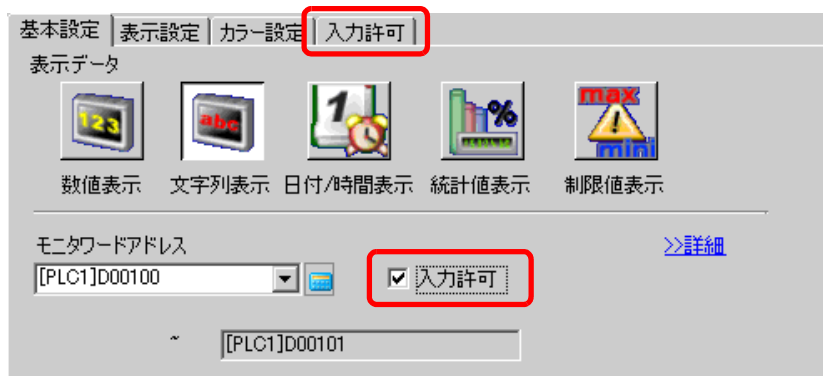 基本設定 表示設定 カラー設定 入力許可
表示データ
123 abc 1 % max mini
数値表示 文字列表示 日付/時間表示 統計値表示 制限値表示
モニタワードアドレス >>詳細
[PLC1]D00100 入力許可
~ [PLC1]D00101